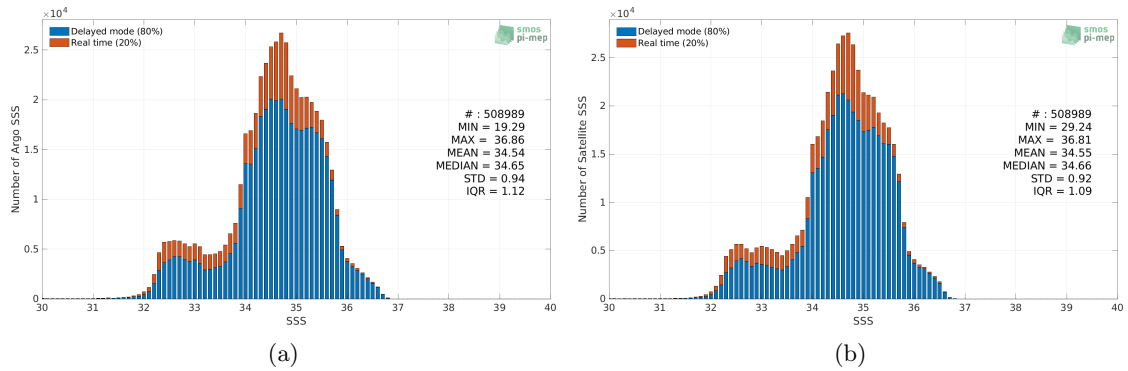 ×10⁴
Delayed mode (80%)
Real time (20%)
smos
pi-mep
2.5
2
1.5
1
0.5
0
Number of Argo SSS
# : 508989
MIN = 19.29
MAX = 36.86
MEAN = 34.54
MEDIAN = 34.65
STD = 0.94
IQR = 1.12
30 31 32 33 34 35 36 37 38 39 40
SSS
(a)
×10⁴
Delayed mode (80%)
Real time (20%)
smos
pi-mep
2.5
2
1.5
1
0.5
0
Number of Satellite SSS
# : 508989
MIN = 29.24
MAX = 36.81
MEAN = 34.55
MEDIAN = 34.66
STD = 0.92
IQR = 1.09
30 31 32 33 34 35 36 37 38 39 40
SSS
(b)